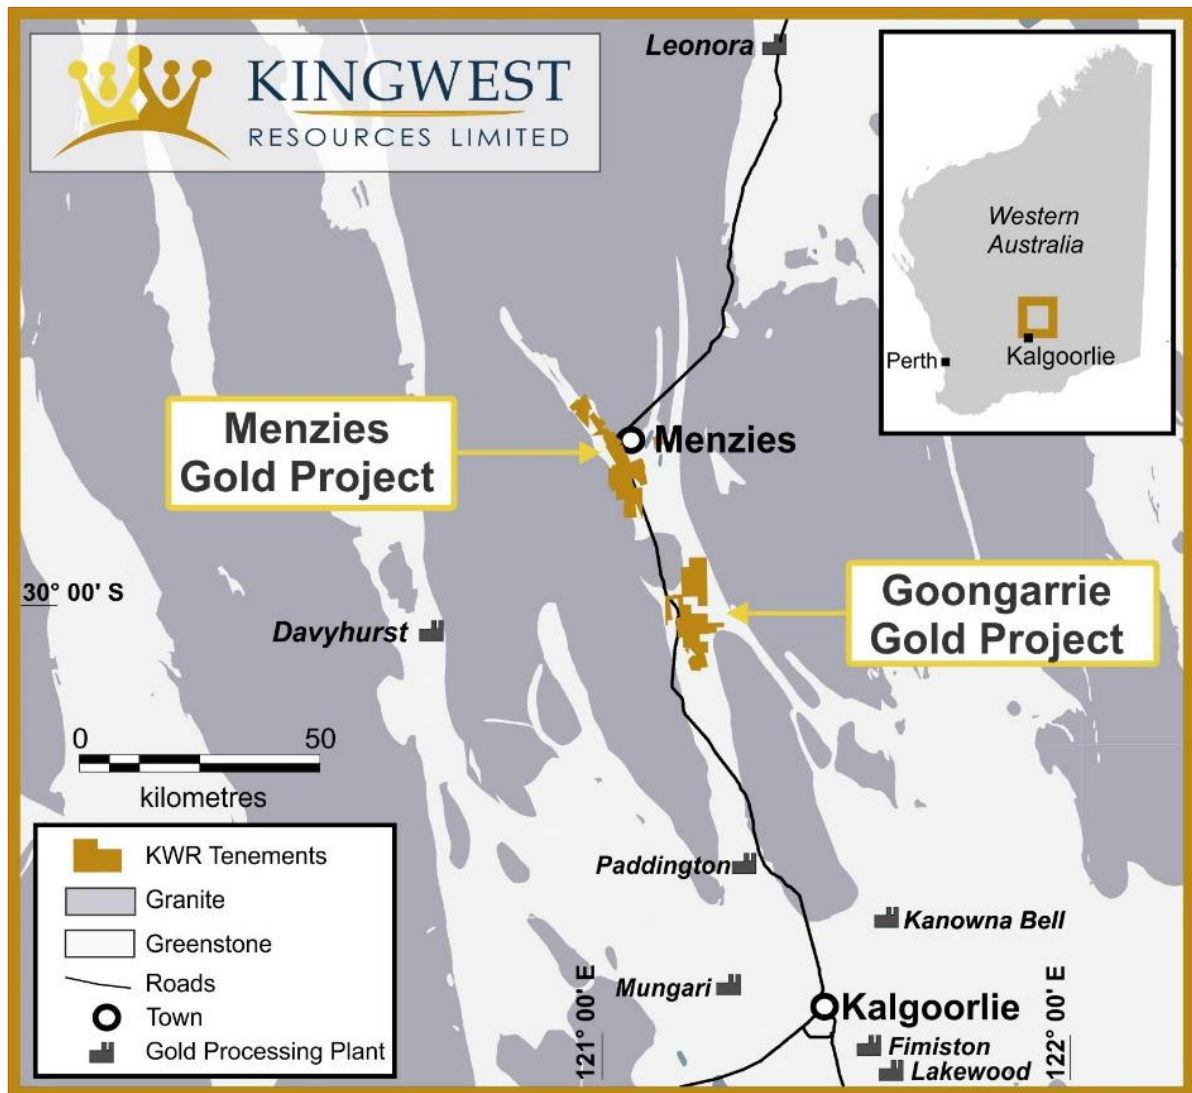 Leonora
KINGWEST
RESOURCES LIMITED
Western
Australia
Perth
Kalgoorlie
Menzies
Gold Project
Menzies
30° 00' S
Davyhurst
Goongarrie
Gold Project
0 50
kilometres
KWR Tenements
Granite
Greenstone
Roads
Town
Gold Processing Plant
Paddington
Kanowna Bell
Mungari
121° 00' E
Kalgoorlie
122° 00' E
Fimiston
Lakewood